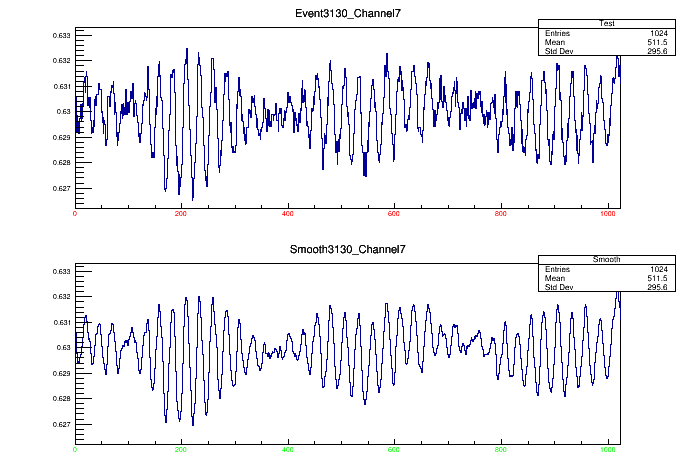 Event3130_Channel7
Test
Entries 1024
Mean 511.5
Std Dev 295.6
0.633
0.632
0.631
0.63
0.629
0.628
0.627
0 200 400 600 800 1000
Smooth3130_Channel7
Smooth
Entries 1024
Mean 511.5
Std Dev 295.6
0.633
0.632
0.631
0.63
0.629
0.628
0.627
0 200 400 600 800 1000